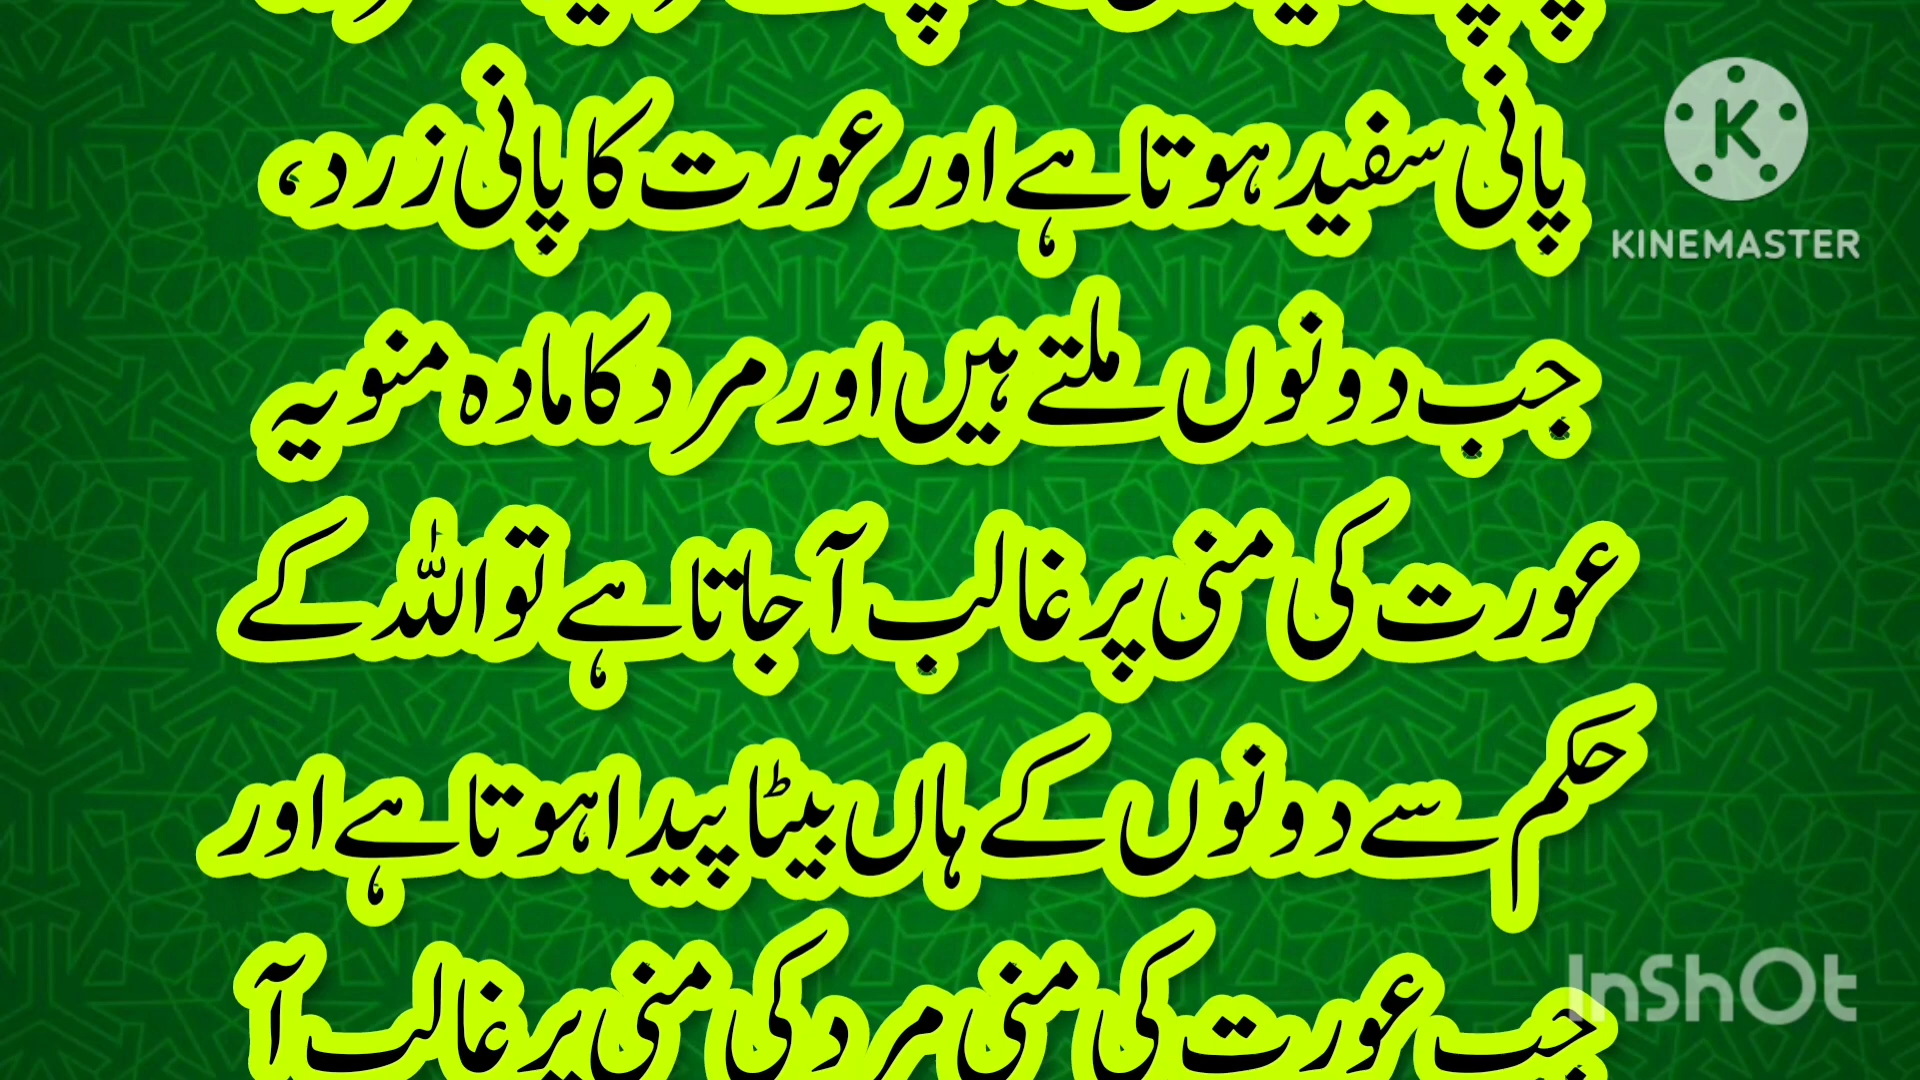 پانی سفید ہوتا ہے اور عورت کا پانی زرد،
جب دونوں ملتے ہیں اور مرد کا مادہ منویہ
عورت کی منی پر غالب آ جاتا ہے تو اللہ کے
حکم سے دونوں کے ہاں بیٹا پیدا ہوتا ہے اور
جب عورت کی منی مرد کی منی پر غالب آ
KINEMASTER
InShOt